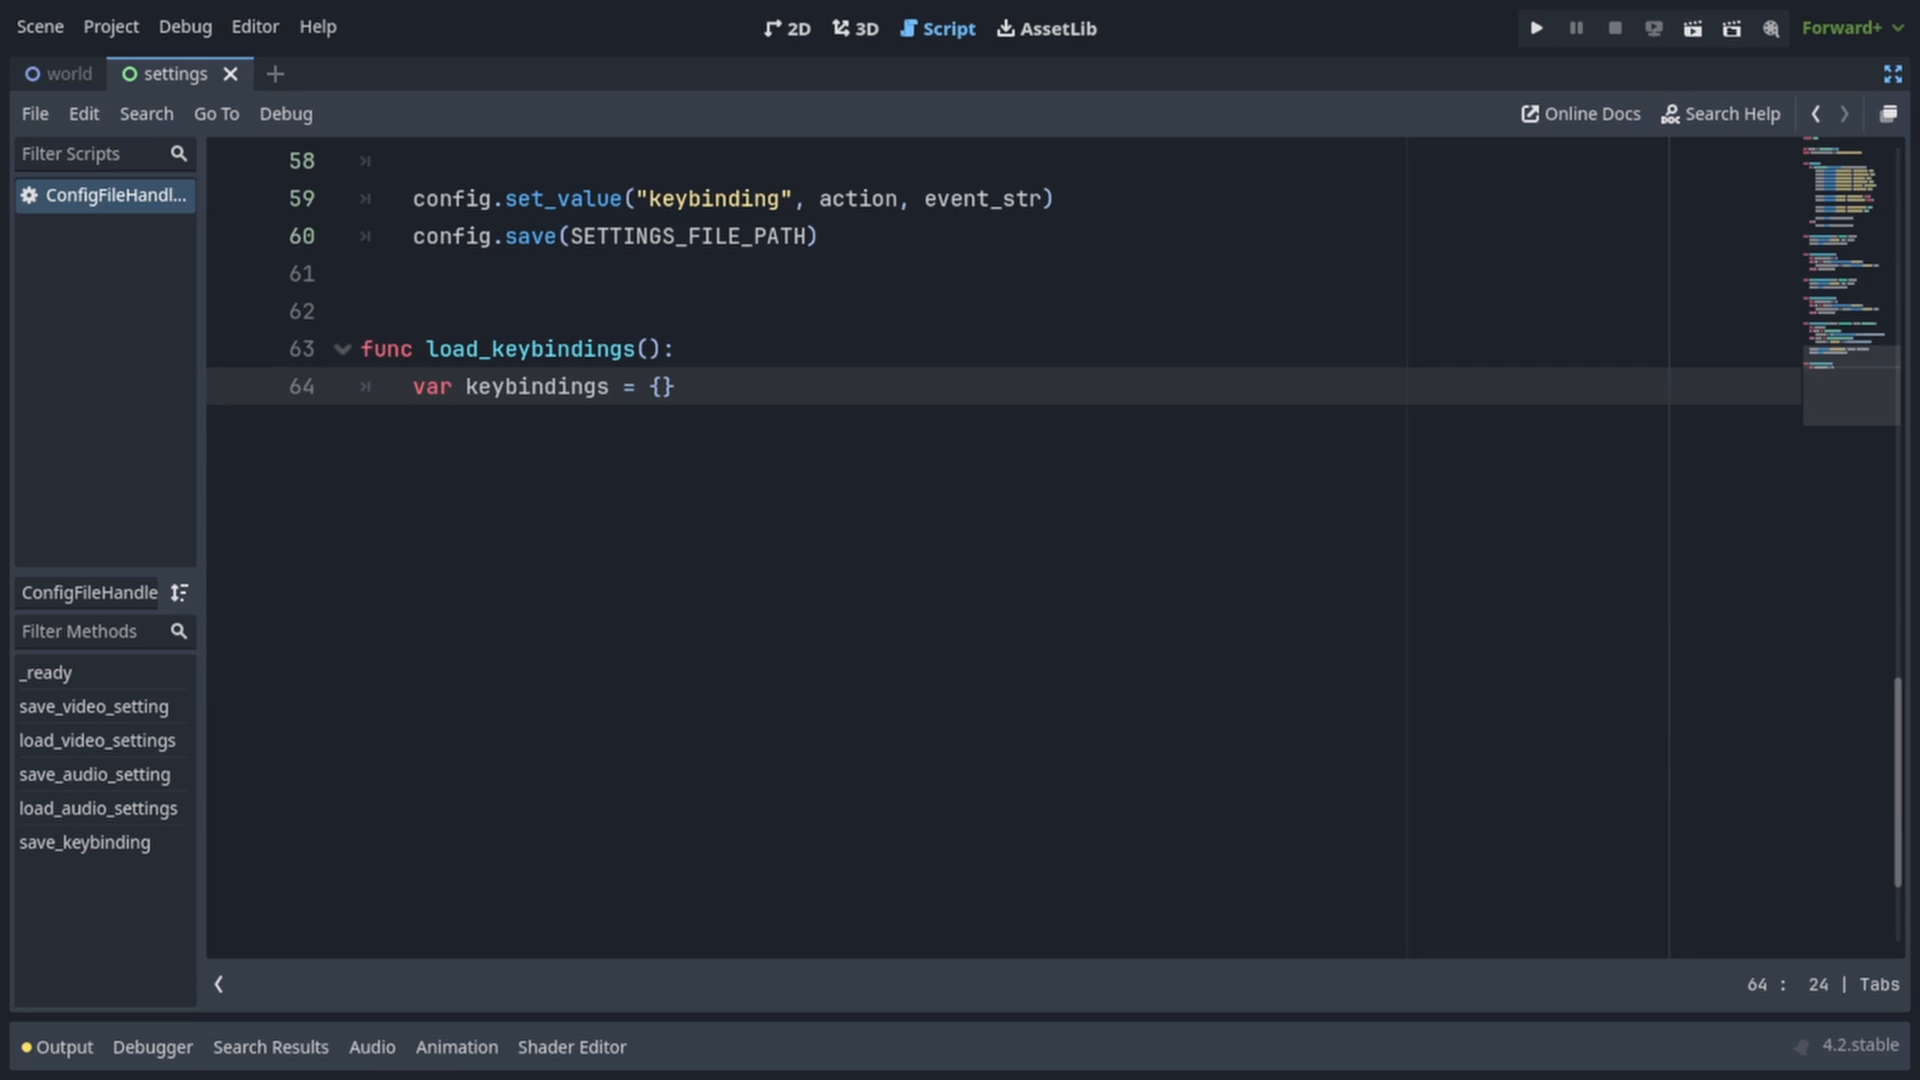 Scene Project Debug Editor Help
2D 3D Script AssetLib
Forward+
world settings
File Edit Search Go To Debug
Online Docs Search Help
Filter Scripts
ConfigFileHandl...
58
59 config.set_value("keybinding", action, event_str)
60 config.save(SETTINGS_FILE_PATH)
61
62
63 func load_keybindings():
64 var keybindings = {}
ConfigFileHandle
Filter Methods
_ready
save_video_setting
load_video_settings
save_audio_setting
load_audio_settings
save_keybinding
64 : 24 | Tabs
Output Debugger Search Results Audio Animation Shader Editor
4.2.stable